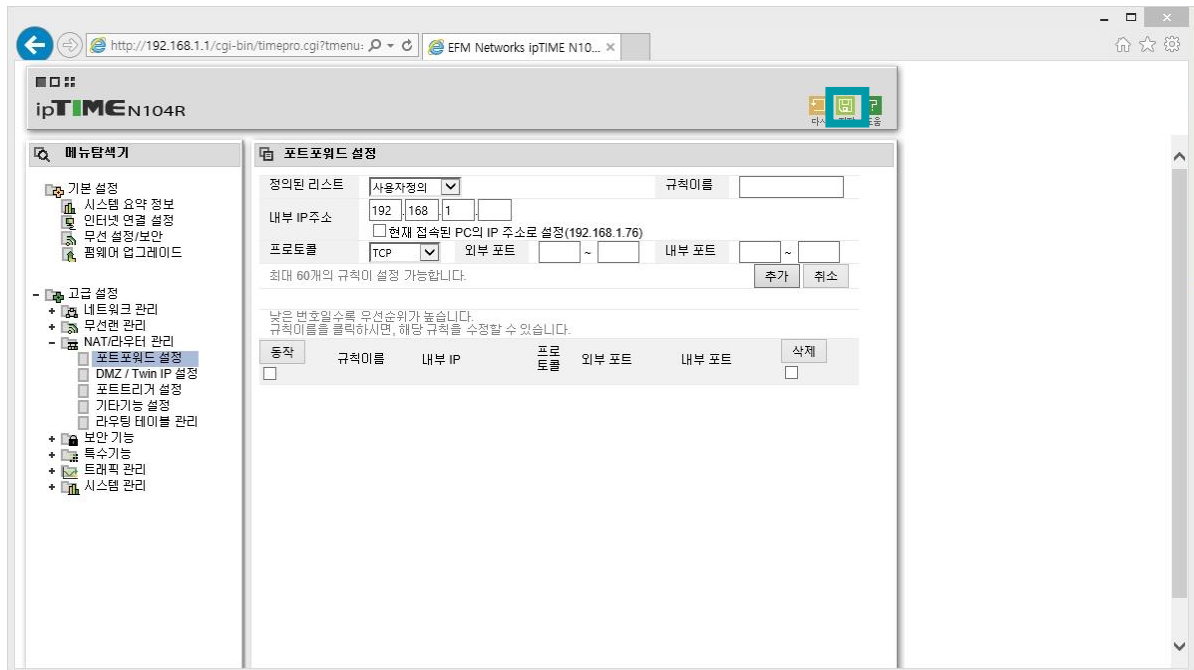 http://192.168.1.1/cgi-bin/timepro.cgi?tmenu:
EFM Networks ipTIME N10...
ipTIME N104R
메뉴탐색기
기본 설정
시스템 요약 정보
인터넷 연결 설정
무선 설정/보안
펌웨어 업그레이드
고급 설정
네트워크 관리
무선랜 관리
NAT/라우터 관리
포트포워드 설정
DMZ / Twin IP 설정
포트트리거 설정
기타기능 설정
라우팅 테이블 관리
보안 기능
특수기능
트래픽 관리
시스템 관리
포트포워드 설정
정의된 리스트 사용자정의 규칙이름
내부 IP주소 192 . 168 . 1 .
현재 접속된 PC의 IP 주소로 설정(192.168.1.76)
프로토콜 TCP 외부 포트 ~ 내부 포트 ~
최대 60개의 규칙이 설정 가능합니다. 추가 취소
낮은 번호일수록 우선순위가 높습니다.
규칙이름를 클릭하시면, 해당 규칙을 수정할 수 있습니다.
동작 규칙이름 내부 IP 프로토콜 외부 포트 내부 포트 삭제